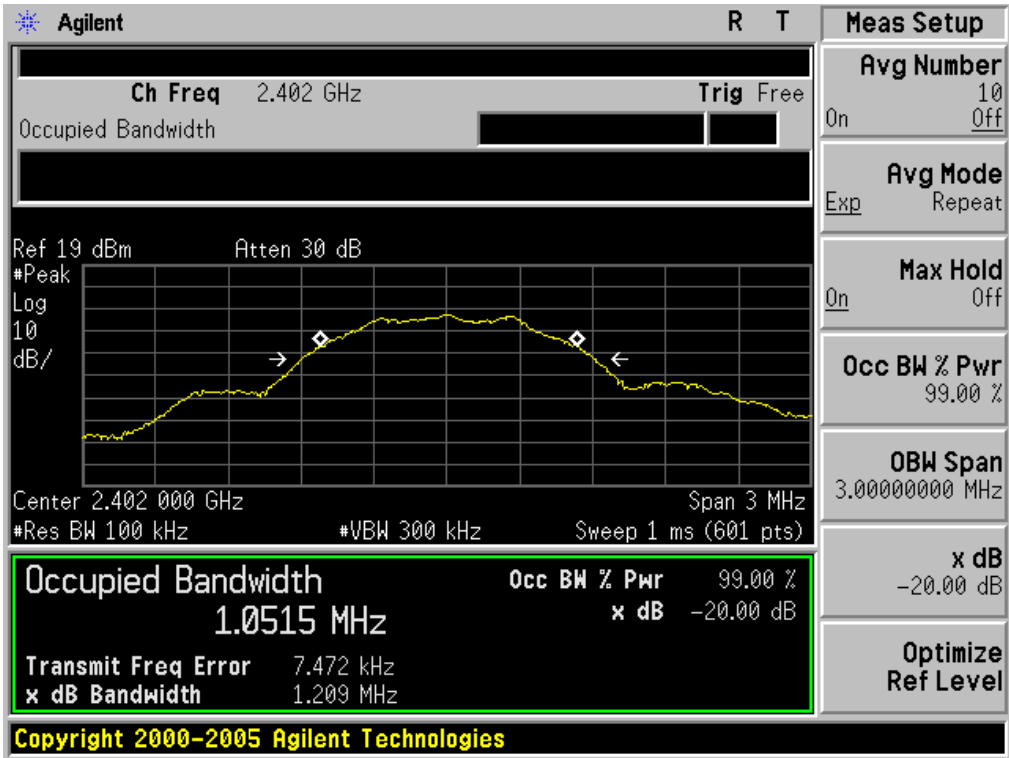 Agilent R T
Ch Freq 2.402 GHz Trig Free
Occupied Bandwidth
Ref 19 dBm Atten 30 dB
#Peak
Log
10
dB/
Center 2.402 000 GHz Span 3 MHz
#Res BW 100 kHz #VBW 300 kHz Sweep 1 ms (601 pts)
Occupied Bandwidth Occ BW % Pwr 99.00 %
1.0515 MHz x dB -20.00 dB
Transmit Freq Error 7.472 kHz
x dB Bandwidth 1.209 MHz
Meas Setup
Avg Number
10
On Off
Avg Mode
Exp Repeat
Max Hold
On Off
Occ BW % Pwr
99.00 %
OBW Span
3.00000000 MHz
x dB
-20.00 dB
Optimize
Ref Level
Copyright 2000-2005 Agilent Technologies